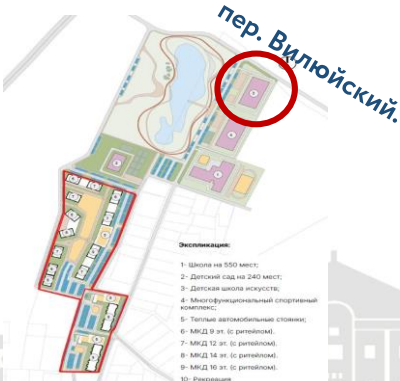 пер. Вилюйский.
Экспликация:
1- Школа на 550 мест;
2- Детский сад на 240 мест;
3- Детская школа искусств;
4- Многофункциональный спортивный
комплекс;
5- Теплые автомобильные стоянки;
6- МКД 9 эт. (с ритейлом).
7- МКД 12 эт. (с ритейлом).
8- МКД 14 эт. (с ритейлом).
9- МКД 16 эт. (с ритейлом).
10- Рекреация